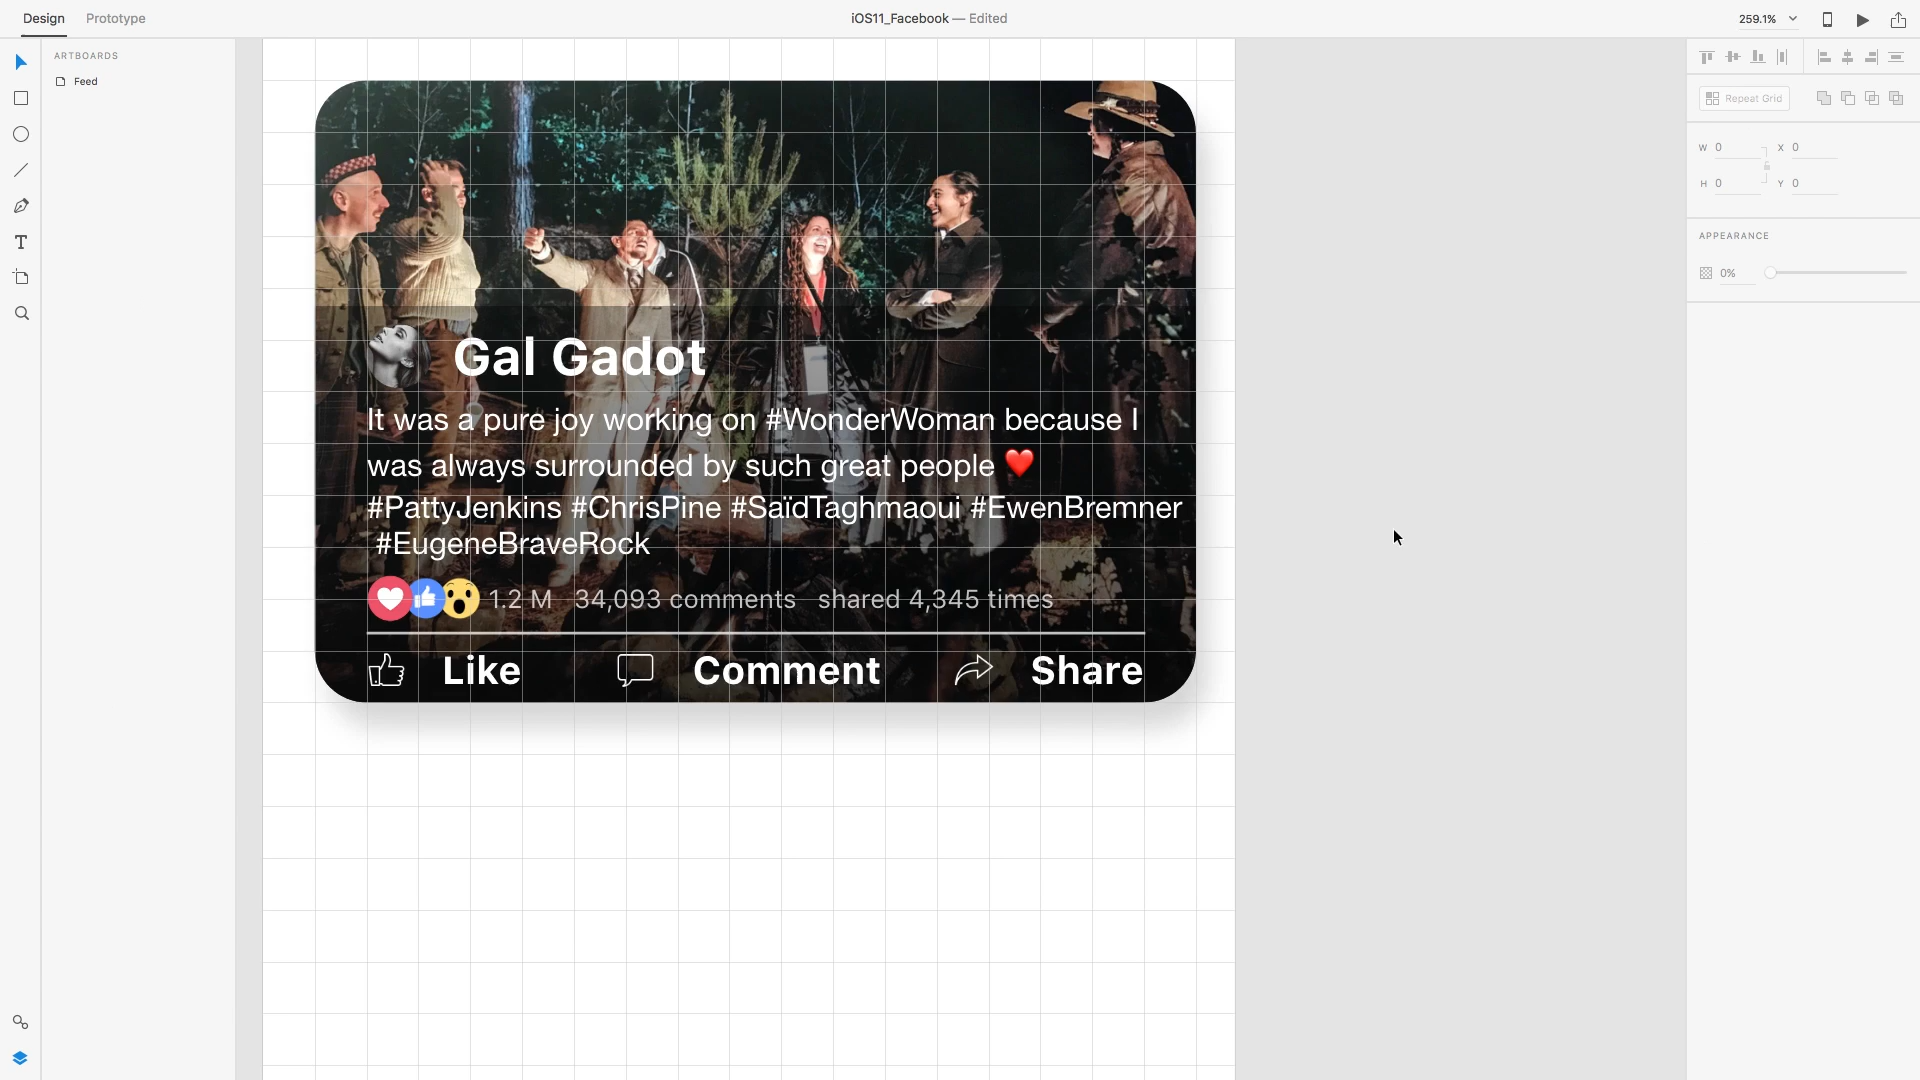 Design Prototype iOS11_Facebook — Edited 259.1%
ARTBOARDS
Feed
Repeat Grid
W 0 X 0
H 0 Y 0
APPEARANCE
0%
Gal Gadot
It was a pure joy working on #WonderWoman because I
was always surrounded by such great people ❤️
#PattyJenkins #ChrisPine #SaïdTaghmaoui #EwenBremner
#EugeneBraveRock
1.2 M 34,093 comments shared 4,345 times
Like Comment Share